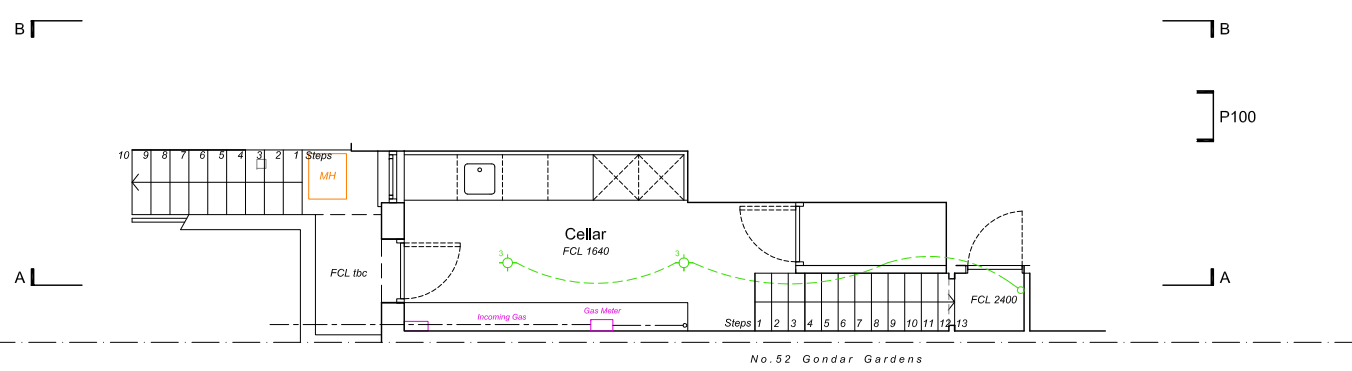 B
B
P100
10 9 8 7 6 5 4 3 2 1 Steps
MH
Cellar
FCL 1640
3
3
A
FCL tbc
A
FCL 2400
Gas Meter
Incoming Gas
Steps 1 2 3 4 5 6 7 8 9 10 11 12 13
No.52 Gondar Gardens